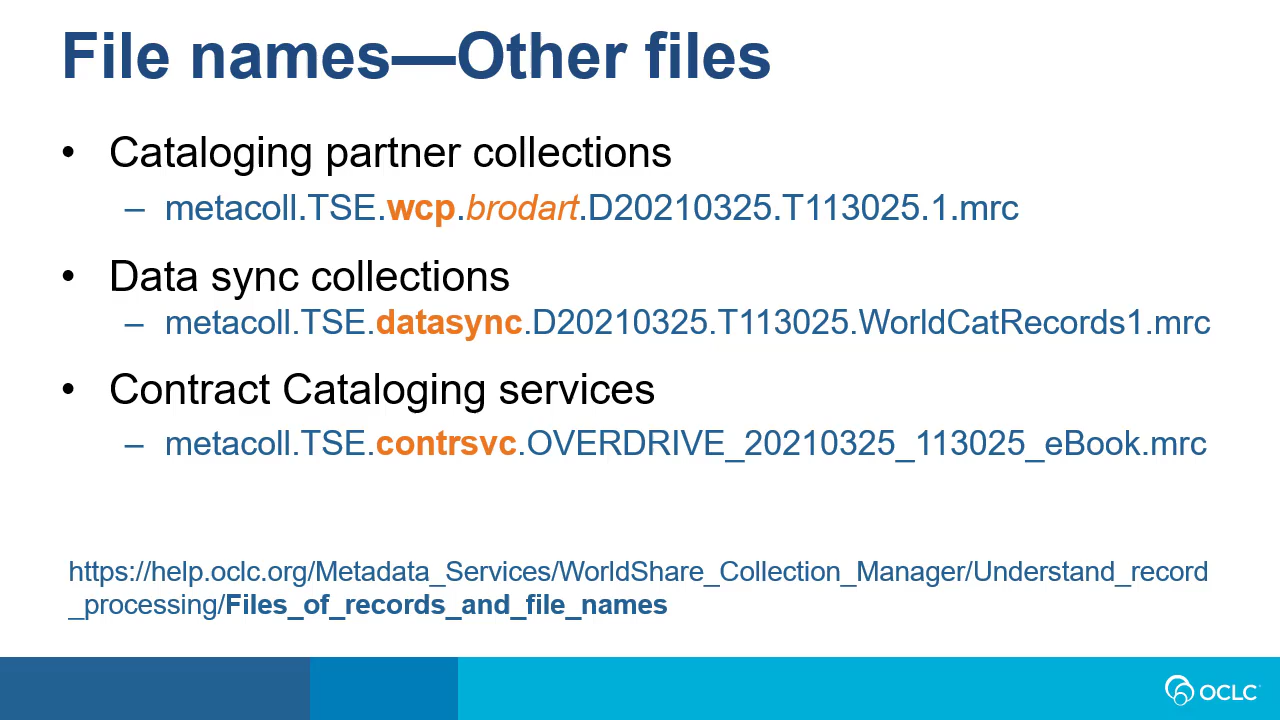 File names—Other files
• Cataloging partner collections
– metacoll.TSE.wcp.brodart.D20210325.T113025.1.mrc
• Data sync collections
– metacoll.TSE.datasync.D20210325.T113025.WorldCatRecords1.mrc
• Contract Cataloging services
– metacoll.TSE.contrsvc.OVERDRIVE_20210325_113025_eBook.mrc
https://help.oclc.org/Metadata_Services/WorldShare_Collection_Manager/Understand_record
_processing/Files_of_records_and_file_names
OCLC